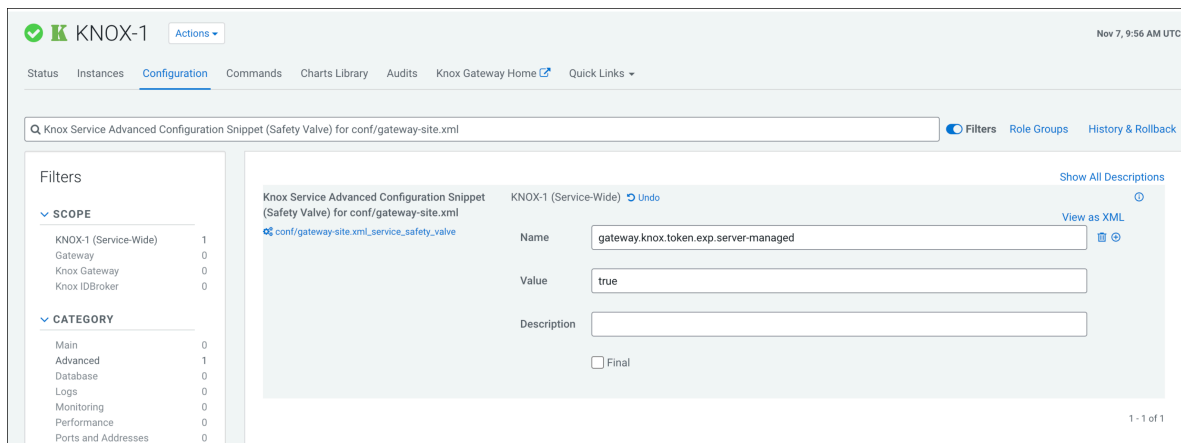 KNOX-1 Actions
Nov 7, 9:56 AM UTC
Status Instances Configuration Commands Charts Library Audits Knox Gateway Home Quick Links
Knox Service Advanced Configuration Snippet (Safety Valve) for conf/gateway-site.xml
Filters Role Groups History & Rollback
Filters
SCOPE
KNOX-1 (Service-Wide) 1
Gateway 0
Knox Gateway 0
Knox IDBroker 0
CATEGORY
Main 0
Advanced 1
Database 0
Logs 0
Monitoring 0
Performance 0
Ports and Addresses 0
Show All Descriptions
Knox Service Advanced Configuration Snippet
(Safety Valve) for conf/gateway-site.xml
conf/gateway-site.xml_service_safety_valve
KNOX-1 (Service-Wide) Undo
View as XML
Name gateway.knox.token.exp.server-managed
Value true
Description
Final
1 - 1 of 1